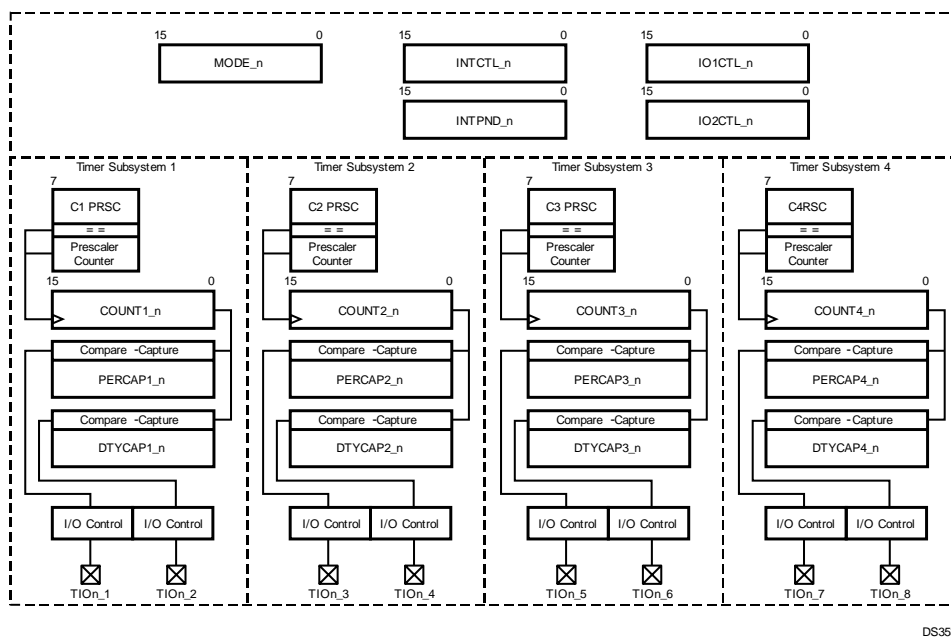 15 0 15 0 15 0
MODE_n INTCTL_n IO1CTL_n
15 0 15 0
INTPND_n IO2CTL_n
Timer Subsystem 1 Timer Subsystem 2 Timer Subsystem 3 Timer Subsystem 4
7 7 7 7
C1 PRSC C2 PRSC C3 PRSC C4RSC
= = = = = = = =
Prescaler Prescaler Prescaler Prescaler
Counter Counter Counter Counter
15 0 15 0 15 0 15 0
COUNT1_n COUNT2_n COUNT3_n COUNT4_n
Compare -Capture Compare -Capture Compare -Capture Compare -Capture
PERCAP1_n PERCAP2_n PERCAP3_n PERCAP4_n
Compare -Capture Compare -Capture Compare -Capture Compare -Capture
DTYCAP1_n DTYCAP2_n DTYCAP3_n DTYCAP4_n
I/O Control I/O Control I/O Control I/O Control I/O Control I/O Control I/O Control I/O Control
TIOn_1 TIOn_2 TIOn_3 TIOn_4 TIOn_5 TIOn_6 TIOn_7 TIOn_8
DS35